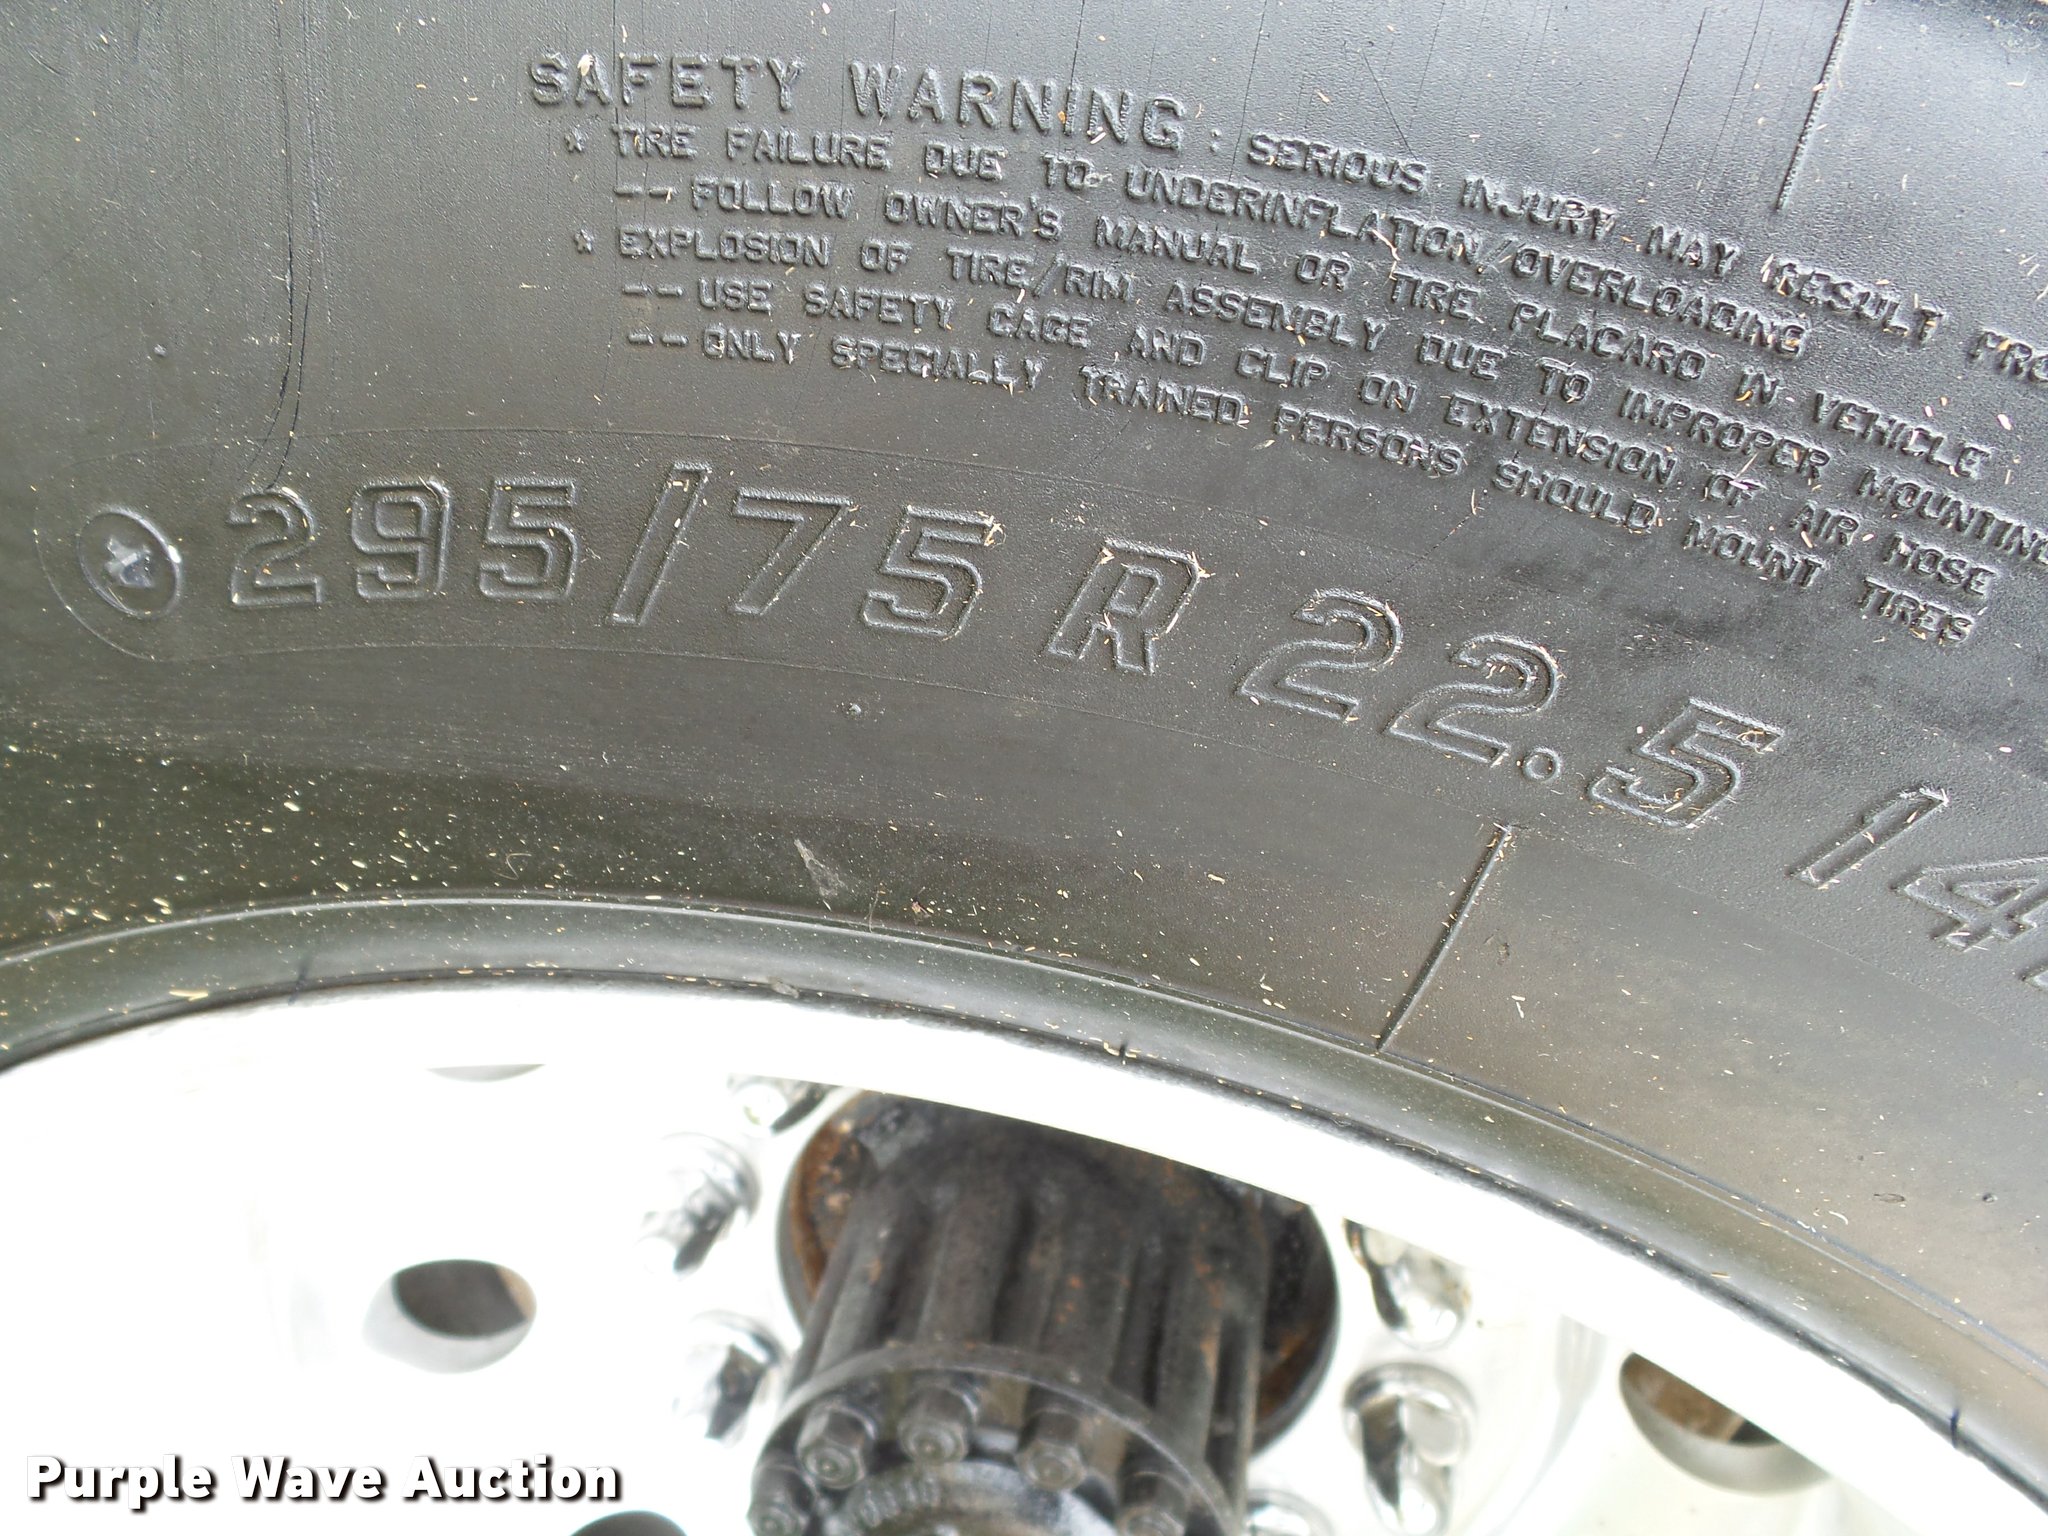 SAFETY WARNING: SERIOUS INJURY MAY RESULT FRO
* TIRE FAILURE DUE TO UNDERINFLATION/OVERLOADING
-- FOLLOW OWNER'S MANUAL OR TIRE PLACARD IN VEHICLE
* EXPLOSION OF TIRE/RIM ASSEMBLY DUE TO IMPROPER MOUNTING
-- USE SAFETY CAGE AND CLIP ON EXTENSION OF AIR HOSE
-- ONLY SPECIALLY TRAINED PERSONS SHOULD MOUNT TIRES
295/75 R 22.5 / 4
Purple Wave Auction